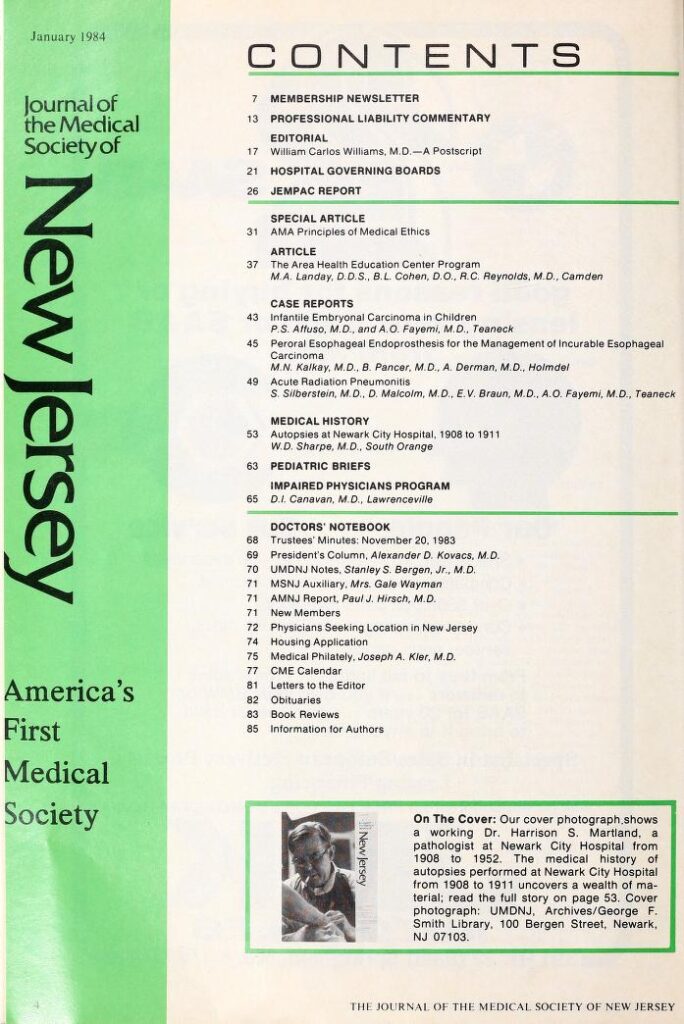 January 1984
Journal of
the Medical
Society of
New Jersey
America's
First
Medical
Society
CONTENTS
7 MEMBERSHIP NEWSLETTER
13 PROFESSIONAL LIABILITY COMMENTARY
EDITORIAL
17 William Carlos Williams, M.D.—A Postscript
21 HOSPITAL GOVERNING BOARDS
26 JEMPAC REPORT
SPECIAL ARTICLE
31 AMA Principles of Medical Ethics
ARTICLE
37 The Area Health Education Center Program
M.A. Landay, D.D.S., B.L. Cohen, D.O., R.C. Reynolds, M.D., Camden
CASE REPORTS
43 Infantile Embryonal Carcinoma in Children
P.S. Affuso, M.D., and A.O. Fayemi, M.D., Teaneck
45 Peroral Esophageal Endoprosthesis for the Management of Incurable Esophageal
Carcinoma
M.N. Kalkay, M.D., B. Pancer, M.D., A. Derman, M.D., Holmdel
49 Acute Radiation Pneumonitis
S. Silberstein, M.D., D. Malcolm, M.D., E.V. Braun, M.D., A.O. Fayemi, M.D., Teaneck
MEDICAL HISTORY
53 Autopsies at Newark City Hospital, 1908 to 1911
W.D. Sharpe, M.D., South Orange
63 PEDIATRIC BRIEFS
IMPAIRED PHYSICIANS PROGRAM
65 D.I. Canavan, M.D., Lawrenceville
DOCTORS' NOTEBOOK
68 Trustees' Minutes: November 20, 1983
69 President's Column, Alexander D. Kovacs, M.D.
70 UMDNJ Notes, Stanley S. Bergen, Jr., M.D.
71 MSNJ Auxiliary, Mrs. Gale Wayman
71 AMNJ Report, Paul J. Hirsch, M.D.
71 New Members
72 Physicians Seeking Location in New Jersey
74 Housing Application
75 Medical Philately, Joseph A. Kler, M.D.
77 CME Calendar
81 Letters to the Editor
82 Obituaries
83 Book Reviews
85 Information for Authors
New Jersey
On The Cover: Our cover photograph shows
a working Dr. Harrison S. Martland, a
pathologist at Newark City Hospital from
1908 to 1952. The medical history of
autopsies performed at Newark City Hospital
from 1908 to 1911 uncovers a wealth of ma-
terial; read the full story on page 53. Cover
photograph: UMDNJ, Archives/George F.
Smith Library, 100 Bergen Street, Newark,
NJ 07103.
4
THE JOURNAL OF THE MEDICAL SOCIETY OF NEW JERSEY